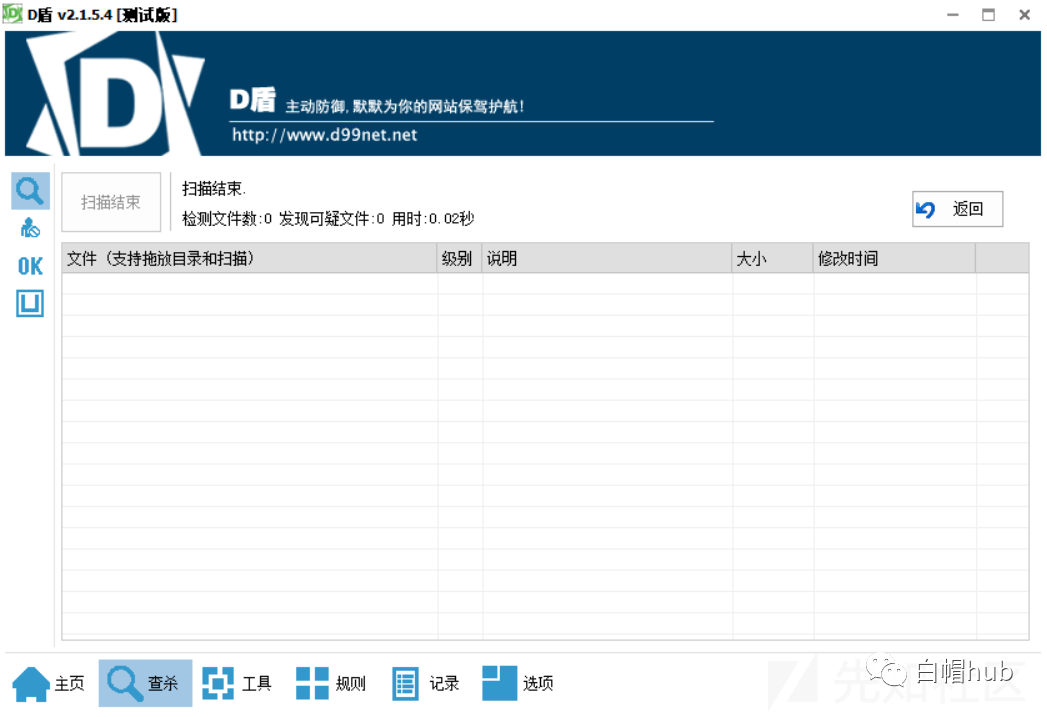 D盾 v2.1.5.4 [测试版]
D盾 主动防御,默默为你的网站保驾护航!
http://www.d99net.net
扫描结束
扫描结束.
检测文件数:0 发现可疑文件:0 用时:0.02秒
返回
OK
文件（支持拖放目录和扫描） 级别 说明 大小 修改时间
主页 查杀 工具 规则 记录 选项
先知社区
白帽hub